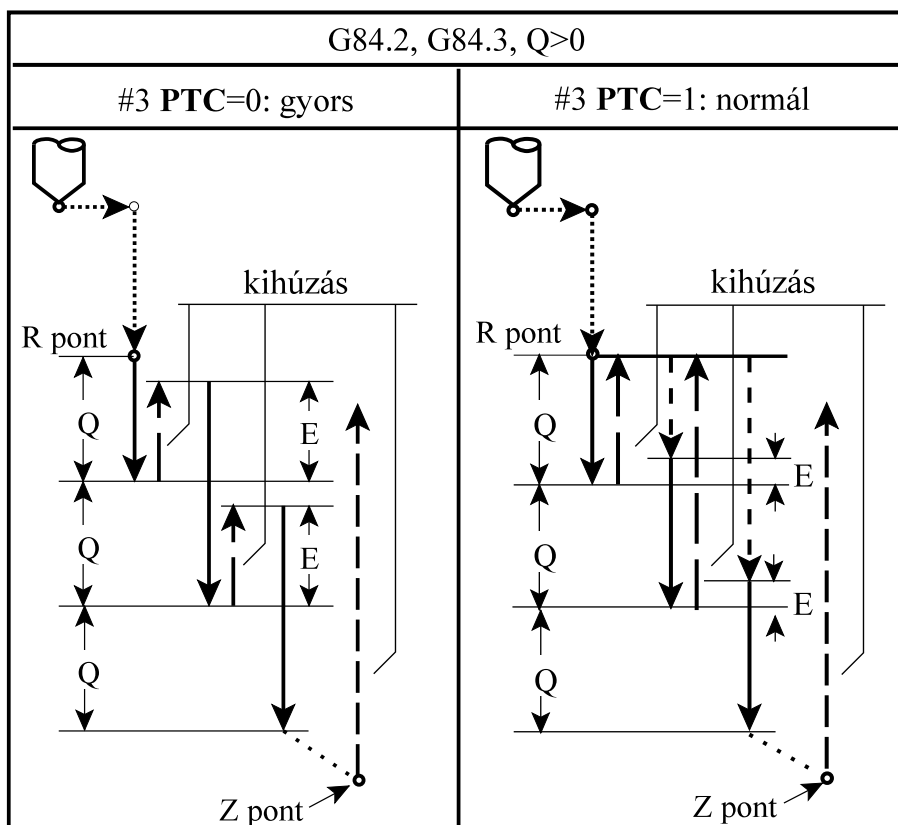 G84.2, G84.3, Q>0
#3 PTC=0: gyors
#3 PTC=1: normál
kihúzás
R pont
Q
E
Q
E
Q
Z pont
kihúzás
R pont
Q
E
Q
E
Q
Z pont